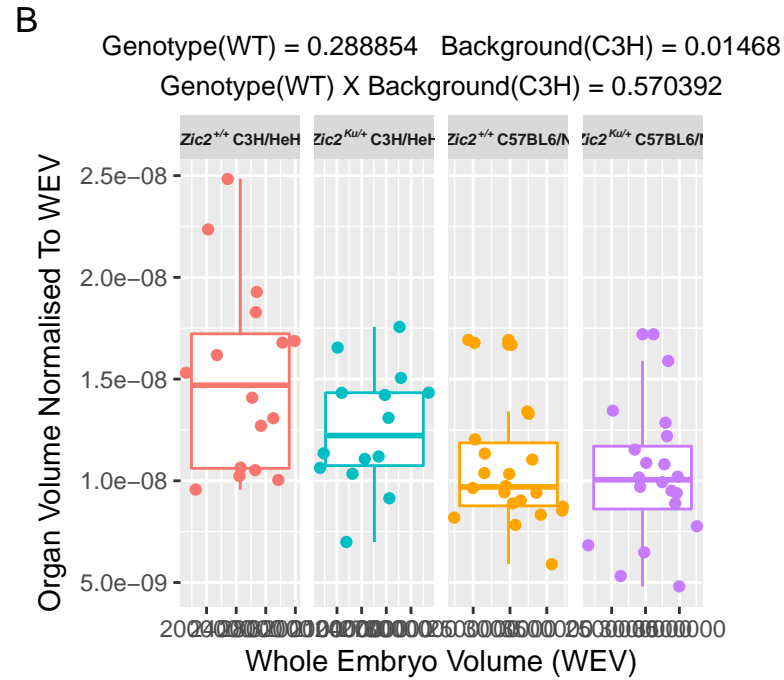 B
Genotype(WT) = 0.288854 Background(C3H) = 0.01468
Genotype(WT) X Background(C3H) = 0.570392
Zic2+/+ C3H/HeH
Zic2Ku/+ C3H/HeH
Zic2+/+ C57BL6/N
Zic2Ku/+ C57BL6/N
Organ Volume Normalised To WEV
2.5e−08
2.0e−08
1.5e−08
1.0e−08
5.0e−09
Whole Embryo Volume (WEV)